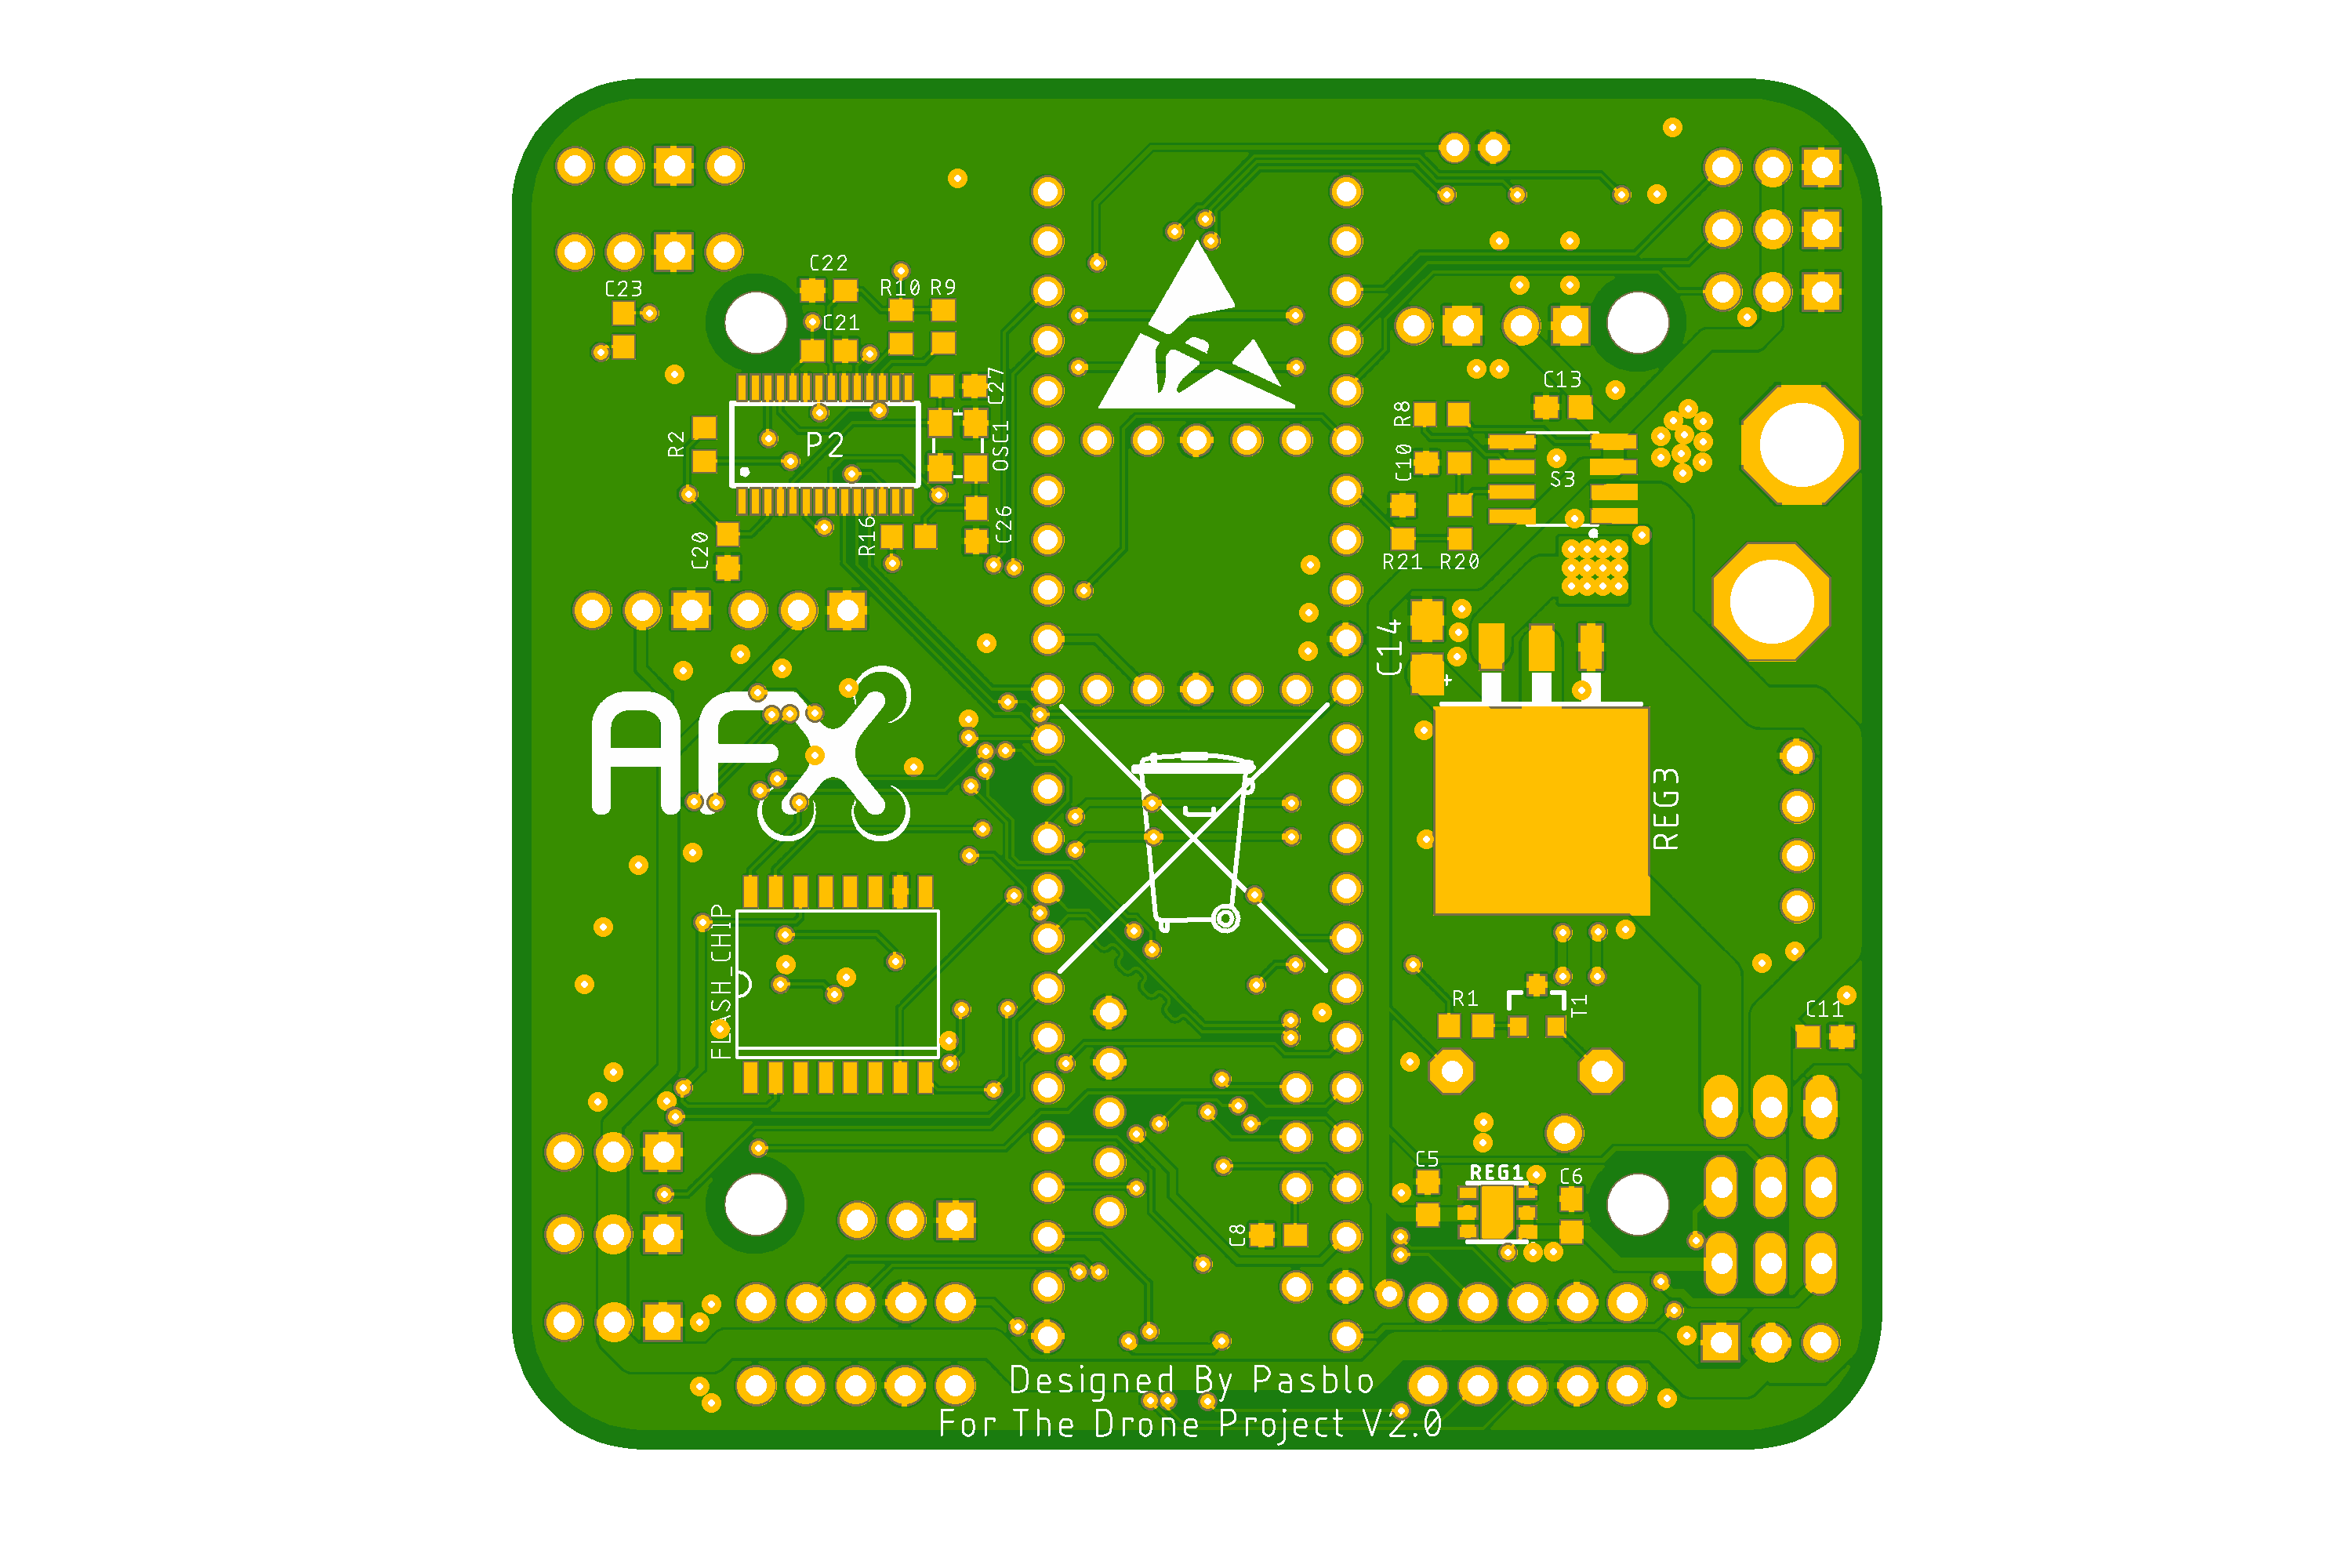 C22
C23
R10 R9
C21
C27
C13
R8
R2
P2
OSC1
C10
S3
C26
R16
C20
R21 R20
C14
+
AFX
REG3
FLASH_CHIP
R1
T1
C11
C5
REG1
C6
C8
Designed By Pasblo
For The Drone Project V2.0